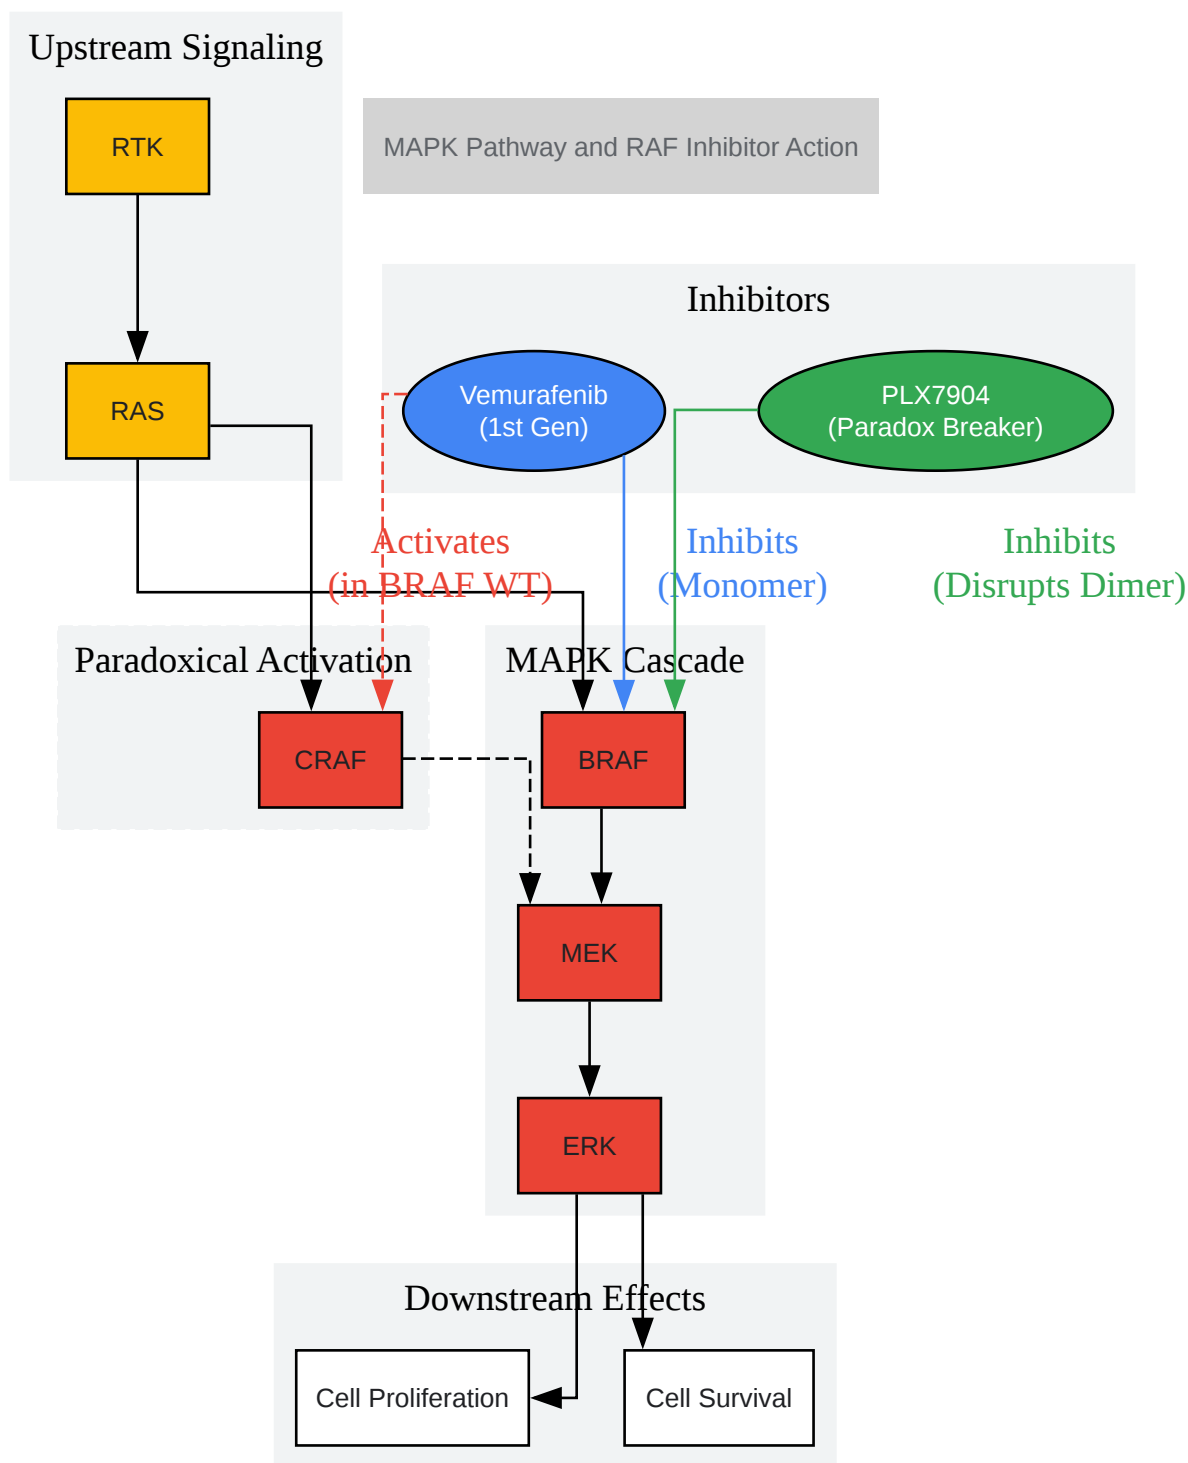 Upstream Signaling
RTK
MAPK Pathway and RAF Inhibitor Action
Inhibitors
RAS
Vemurafenib
(1st Gen)
PLX7904
(Paradox Breaker)
Activates
(in BRAF WT)
Inhibits
(Monomer)
Inhibits
(Disrupts Dimer)
Paradoxical Activation
MAPK Cascade
CRAF
BRAF
MEK
ERK
Downstream Effects
Cell Proliferation
Cell Survival